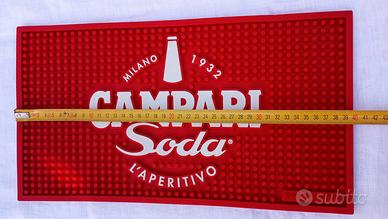 MILANO 1932
CAMPARI
Soda®
L'APERITIVO
subito